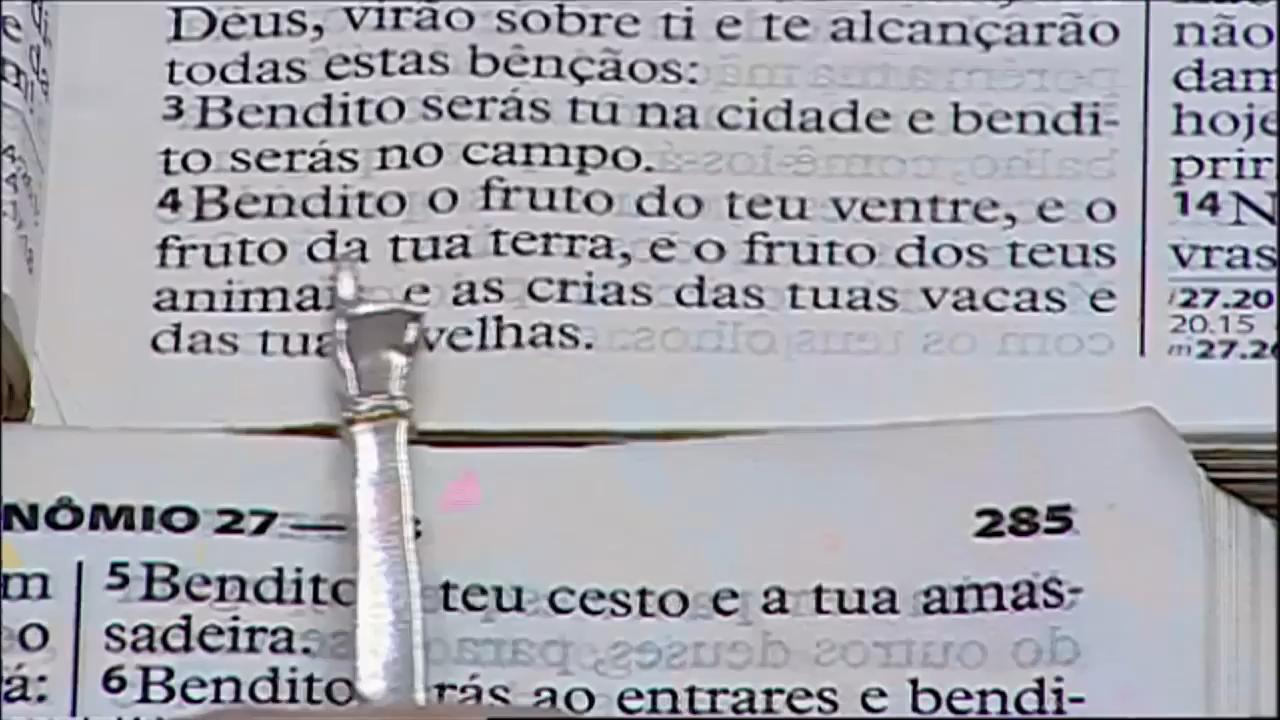 Deus, virão sobre ti e te alcançarão
todas estas bênçãos:
3 Bendito serás tu na cidade e bendi-
to serás no campo.
4 Bendito o fruto do teu ventre, e o
fruto da tua terra, e o fruto dos teus
e as crias das tuas vacas e
das
não
dam
hoje
prir
14 N
vras
27.20
20.15
m 27.2
NÔMIO 27 —
285
m
o
á:
5 Bendito teu cesto e a tua amas-
sadeira.
6 Bendito ao entrares e bendi-